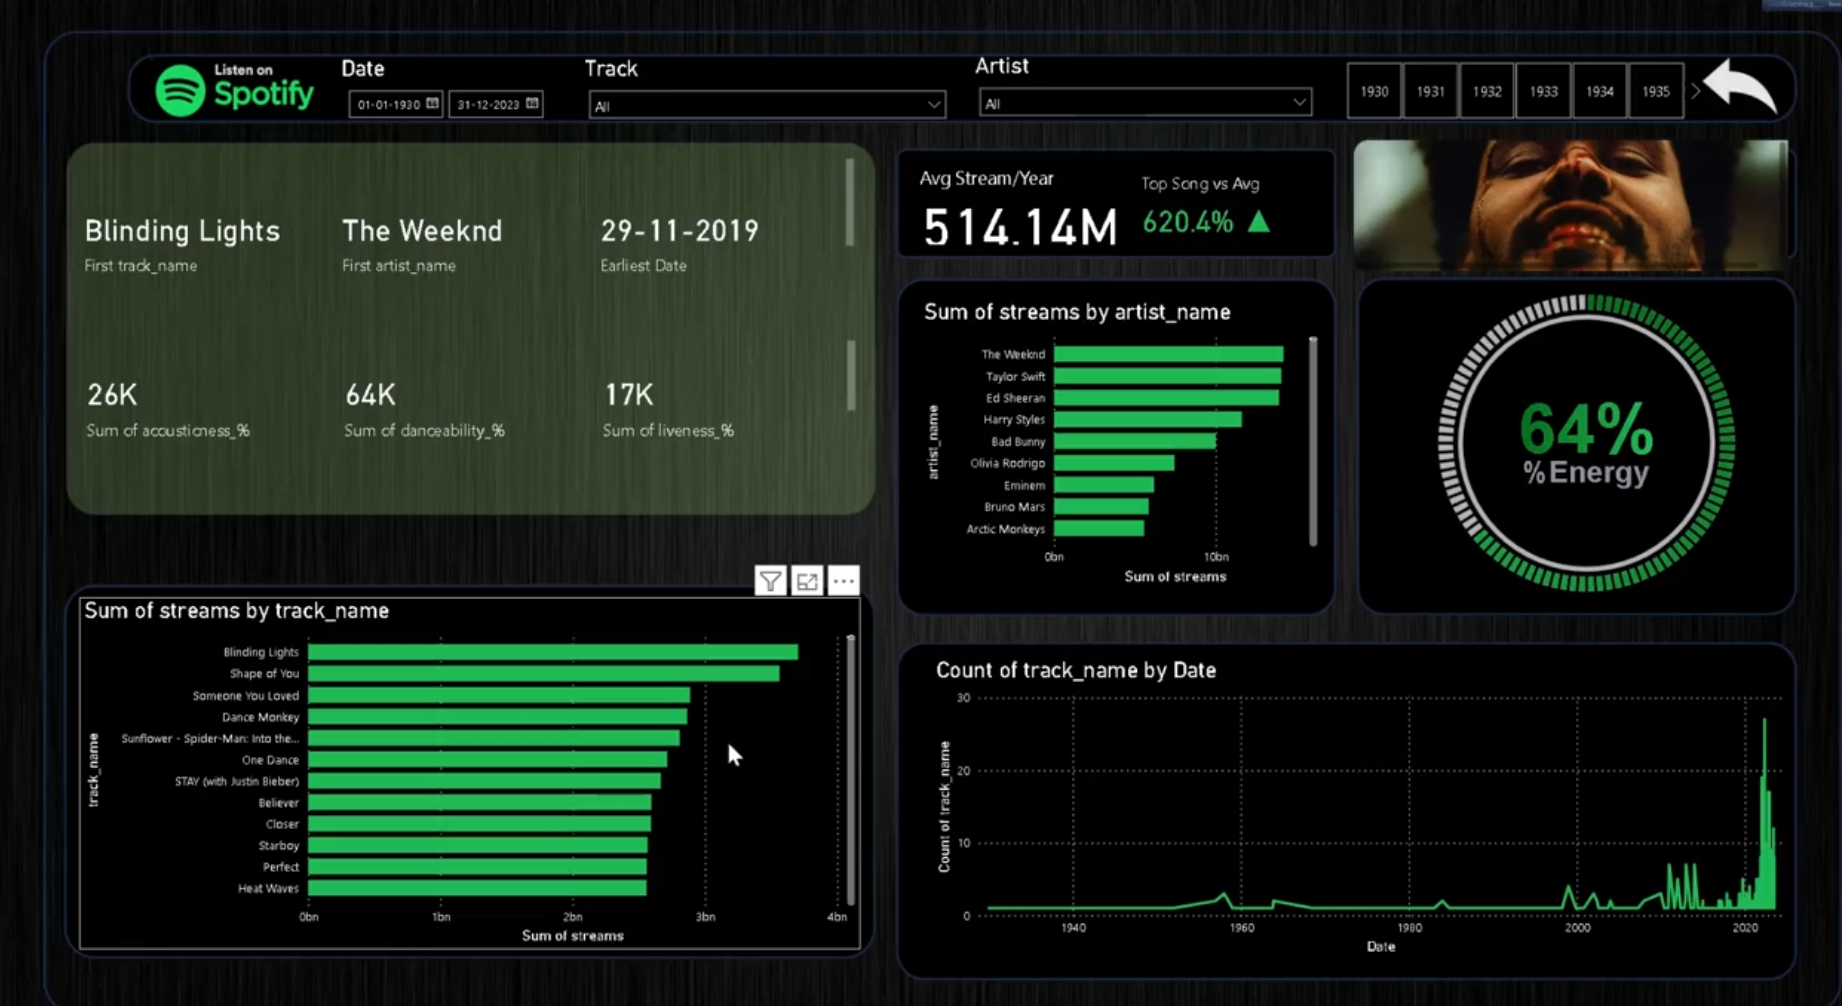 Listen on
Spotify
Date
01-01-1930
31-12-2023
Track
All
Artist
All
1930
1931
1932
1933
1934
1935
Blinding Lights
First track_name
The Weeknd
First artist_name
29-11-2019
Earliest Date
26K
Sum of acousticness_%
64K
Sum of danceability_%
17K
Sum of liveness_%
Avg Stream/Year
514.14M
Top Song vs Avg
620.4%
Sum of streams by artist_name
artist_name
The Weeknd
Taylor Swift
Ed Sheeran
Harry Styles
Bad Bunny
Olivia Rodrigo
Eminem
Bruno Mars
Arctic Monkeys
0bn
10bn
Sum of streams
64%
%Energy
Sum of streams by track_name
track_name
Blinding Lights
Shape of You
Someone You Loved
Dance Monkey
Sunflower - Spider-Man: Into the...
One Dance
STAY (with Justin Bieber)
Believer
Closer
Starboy
Perfect
Heat Waves
0bn
1bn
2bn
3bn
4bn
Sum of streams
Count of track_name by Date
Count of track_name
30
20
10
0
1940
1960
1980
2000
2020
Date